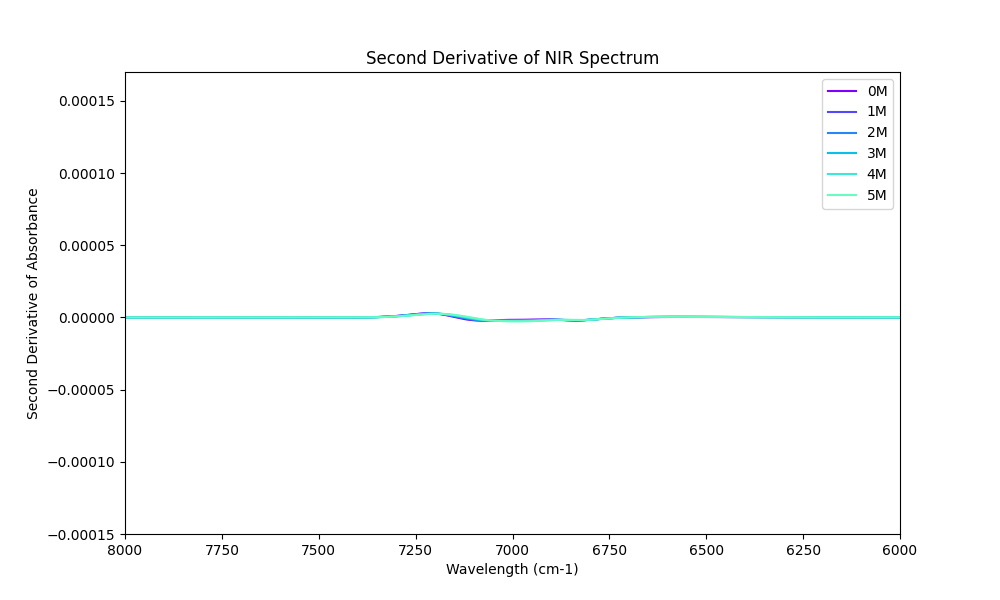 Second Derivative of NIR Spectrum
0M
1M
2M
3M
4M
5M
Second Derivative of Absorbance
0.00015
0.00010
0.00005
0.00000
−0.00005
−0.00010
−0.00015
8000 7750 7500 7250 7000 6750 6500 6250 6000
Wavelength (cm-1)